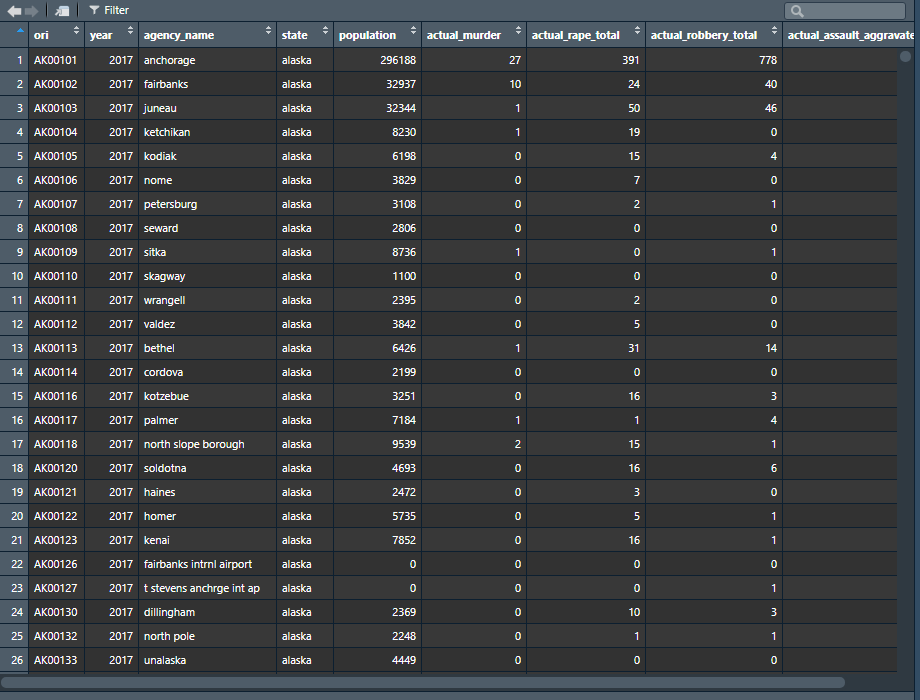 Filter
ori year agency_name state population actual_murder actual_rape_total actual_robbery_total actual_assault_aggravate
1 AK00101 2017 anchorage alaska 296188 27 391 778
2 AK00102 2017 fairbanks alaska 32937 10 24 40
3 AK00103 2017 juneau alaska 32344 1 50 46
4 AK00104 2017 ketchikan alaska 8230 1 19 0
5 AK00105 2017 kodiak alaska 6198 0 15 4
6 AK00106 2017 nome alaska 3829 0 7 0
7 AK00107 2017 petersburg alaska 3108 0 2 1
8 AK00108 2017 seward alaska 2806 0 0 0
9 AK00109 2017 sitka alaska 8736 1 0 1
10 AK00110 2017 skagway alaska 1100 0 0 0
11 AK00111 2017 wrangell alaska 2395 0 2 0
12 AK00112 2017 valdez alaska 3842 0 5 0
13 AK00113 2017 bethel alaska 6426 1 31 14
14 AK00114 2017 cordova alaska 2199 0 0 0
15 AK00116 2017 kotzebue alaska 3251 0 16 3
16 AK00117 2017 palmer alaska 7184 1 1 4
17 AK00118 2017 north slope borough alaska 9539 2 15 1
18 AK00120 2017 soldotna alaska 4693 0 16 6
19 AK00121 2017 haines alaska 2472 0 3 0
20 AK00122 2017 homer alaska 5735 0 5 1
21 AK00123 2017 kenai alaska 7852 0 16 1
22 AK00126 2017 fairbanks intrnl airport alaska 0 0 0 0
23 AK00127 2017 t stevens anchrge int ap alaska 0 0 0 1
24 AK00130 2017 dillingham alaska 2369 0 10 3
25 AK00132 2017 north pole alaska 2248 0 1 1
26 AK00133 2017 unalaska alaska 4449 0 0 0